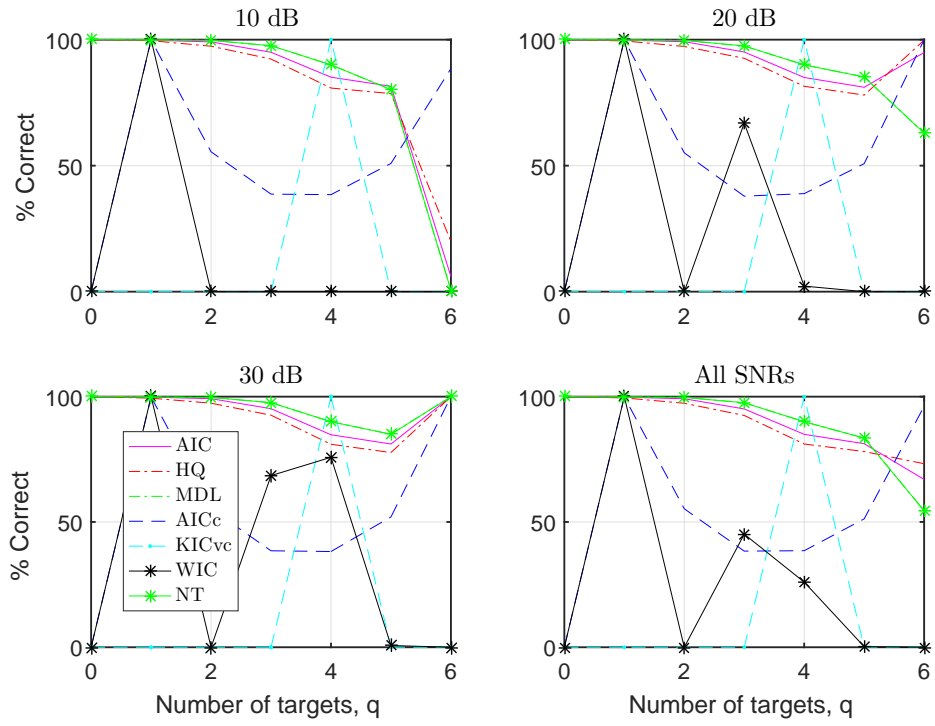 10 dB
% Correct
100
50
0
0 2 4 6
20 dB
% Correct
100
50
0
0 2 4 6
30 dB
% Correct
100
50
0
AIC
HQ
MDL
AICc
KICvc
WIC
NT
0 2 4 6
Number of targets, q
All SNRs
% Correct
100
50
0
0 2 4 6
Number of targets, q